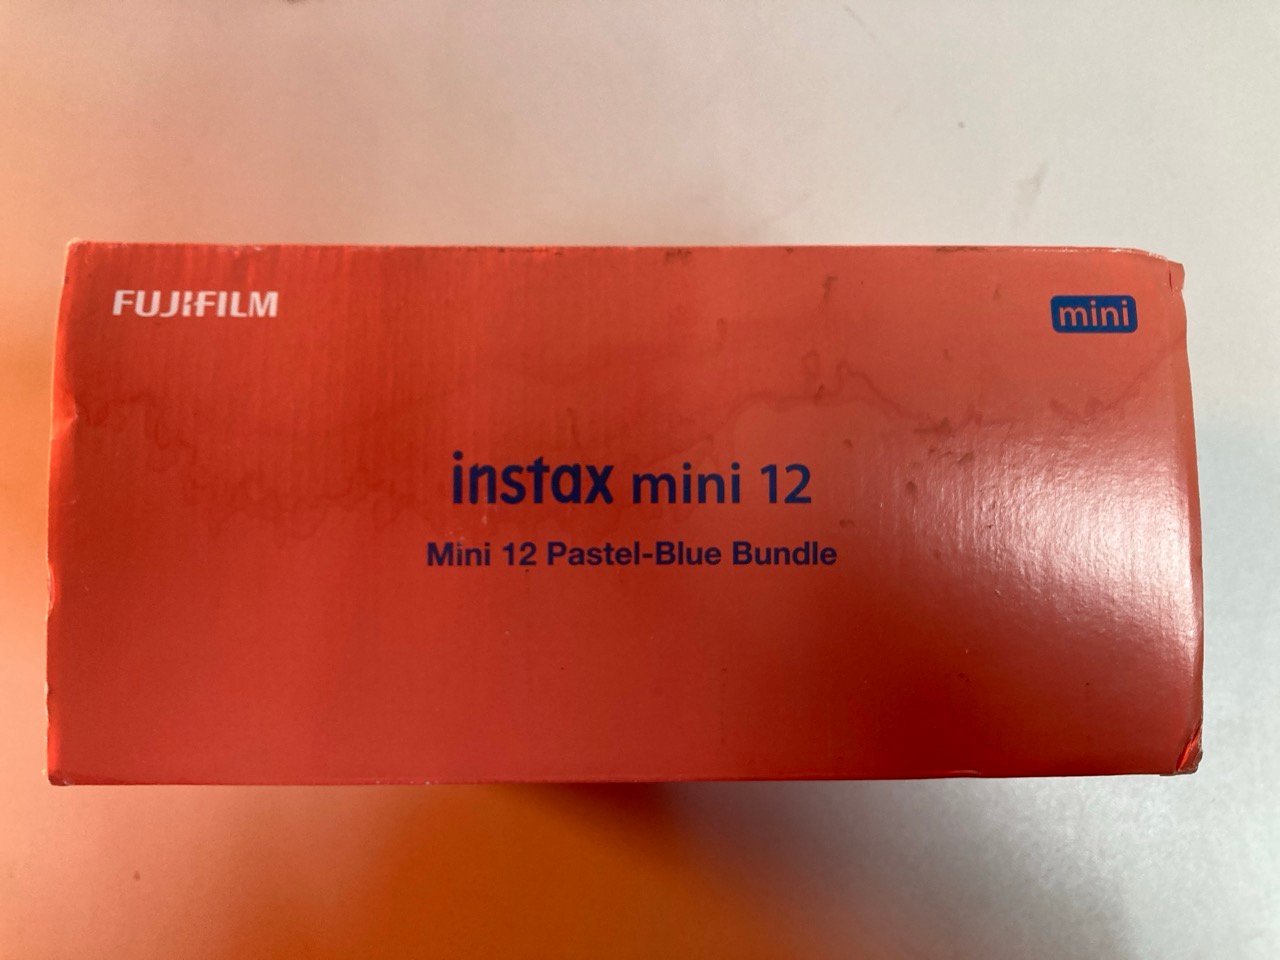 FUJIFILM
mini
instax mini 12
Mini 12 Pastel-Blue Bundle